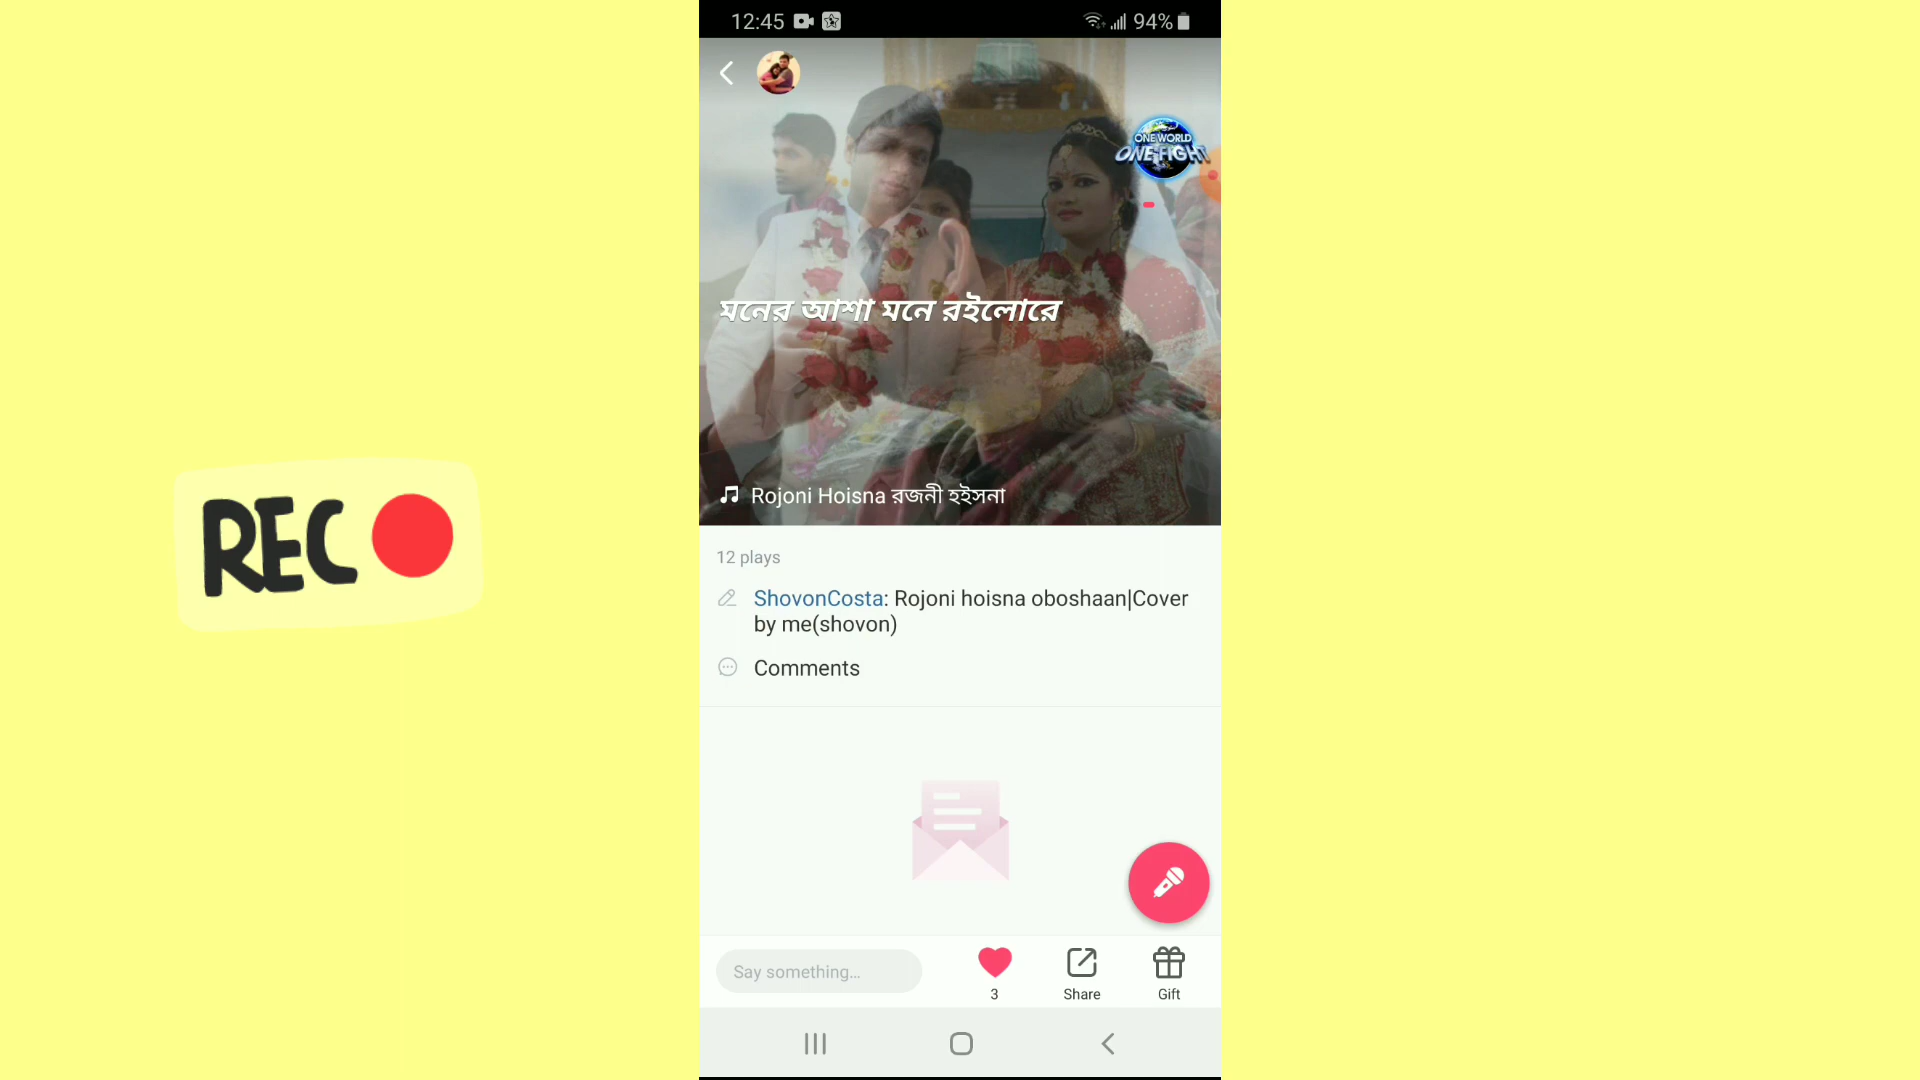 12:45
94%
ONE WORLD
ONE FIGHT
মনের আশা মনে রইলোরে
Rojoni Hoisna রজনী হইসনা
REC
12 plays
ShovonCosta: Rojoni hoisna oboshaan|Cover
by me(shovon)
Comments
Say something...
3
Share
Gift